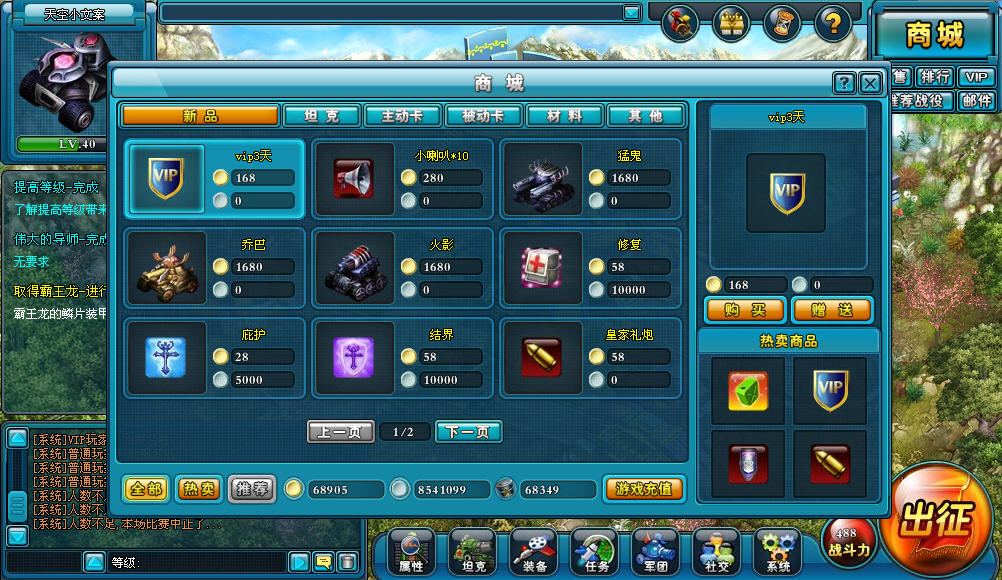 天空小文案
LV.40
商城
售 排行 VIP
推荐战役 邮件
提高等级-完成
了解提高等级带来
伟大的导师-完成
无要求
取得霸王龙-进行
霸王龙的鳞片装甲
商城
新品 坦克 主动卡 被动卡 材料 其他
vip3天
168
0
小喇叭*10
280
0
猛鬼
1680
0
乔巴
1680
0
火影
1680
0
修复
58
10000
庇护
28
5000
结界
58
10000
皇家礼炮
58
0
上一页 1/2 下一页
全部 热卖 推荐 68905 8541099 68349 游戏充值
vip3天
VIP
168 0
购买 赠送
热卖商品
VIP
[系统]VIP玩家
[系统]普通玩
[系统]普通玩
[系统]普通玩
[系统]人数不
[系统]人数不
[系统]人数不足,本场比赛中止了...
等级:
属性 坦克 装备 任务 军团 社交 系统
488
战斗力
出征